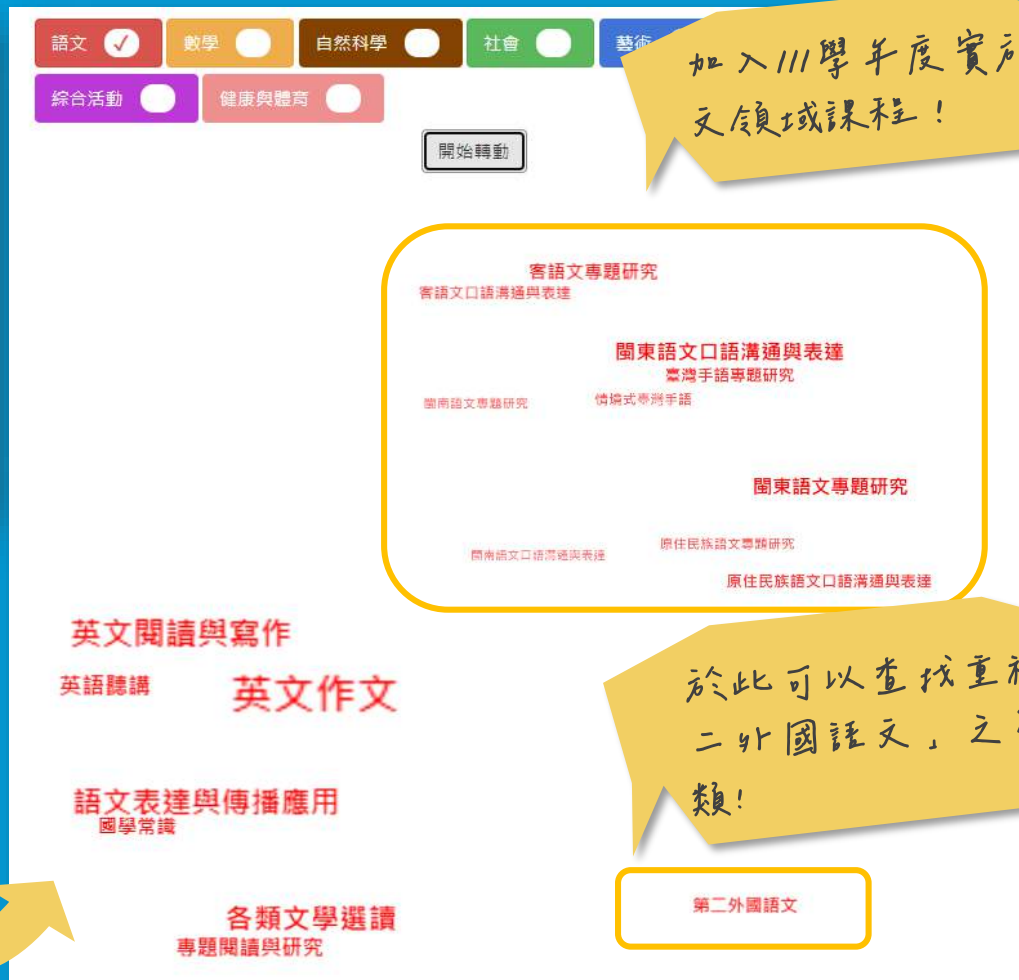 語文
數學
自然科學
社會
藝術
綜合活動
健康與體育
開始轉動
加入111學年度實
文領域課程!
客語文專題研究
客語文口語溝通與表達
閩東語文口語溝通與表達
臺灣手語專題研究
閩南語文專題研究
情境式臺灣手語
閩東語文專題研究
原住民族語文專題研究
閩南語文口語溝通與表達
原住民族語文口語溝通與表達
英文閱讀與寫作
英語聽講
英文作文
於此可以查找重
二外國語文」之
類!
語文表達與傳播應用
國學常識
第二外國語文
各類文學選讀
專題閱讀與研究